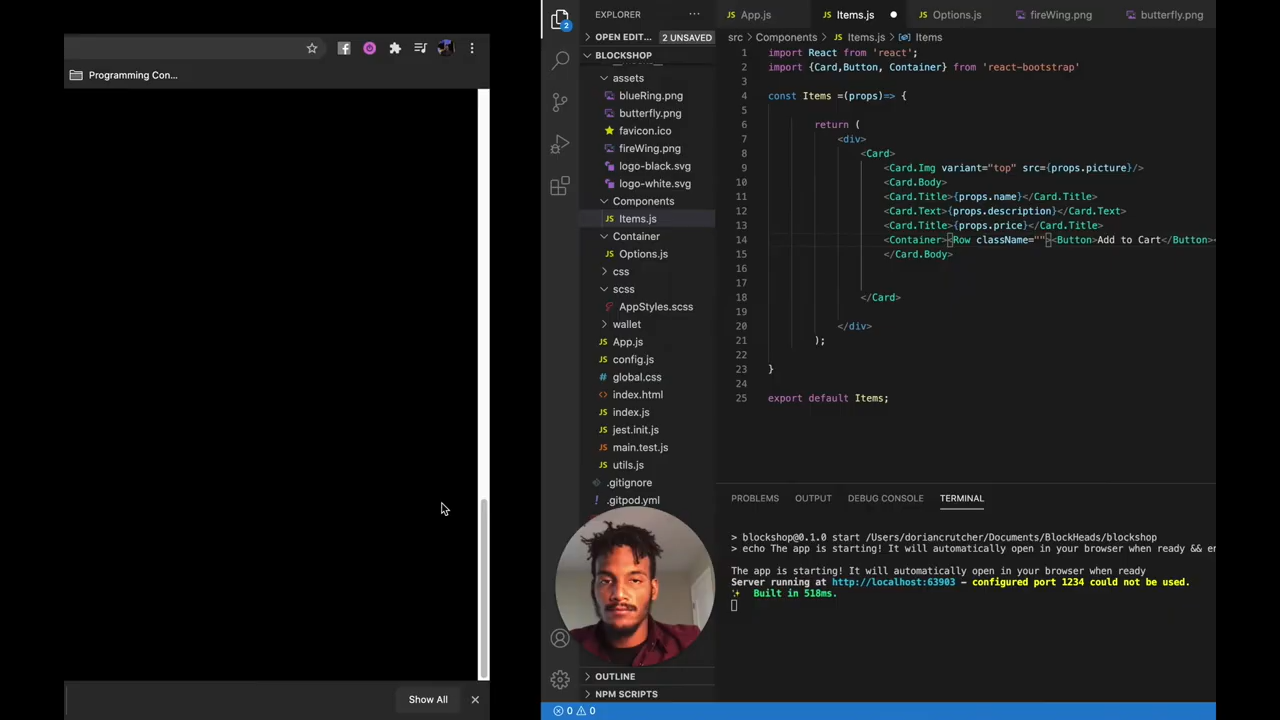 Programming Con...
Show All
2
EXPLORER
OPEN EDIT... 2 UNSAVED
BLOCKSHOP
assets
blueRing.png
butterfly.png
favicon.ico
fireWing.png
logo-black.svg
logo-white.svg
Components
JS Items.js
Container
JS Options.js
css
scss
AppStyles.scss
wallet
JS App.js
JS config.js
# global.css
<> index.html
JS index.js
JS jest.init.js
JS main.test.js
JS utils.js
.gitignore
! .gitpod.yml
OUTLINE
NPM SCRIPTS
0 0
JS App.js
JS Items.js
JS Options.js
fireWing.png
butterfly.png
src > Components > JS Items.js > Items
1 import React from 'react';
2 import {Card,Button, Container} from 'react-bootstrap'
3
4 const Items =(props)=> {
5
6 return (
7 <div>
8 <Card>
9 <Card.Img variant="top" src={props.picture}/>
10 <Card.Body>
11 <Card.Title>{props.name}</Card.Title>
12 <Card.Text>{props.description}</Card.Text>
13 <Card.Title>{props.price}</Card.Title>
14 <Container><Row className=""><Button>Add to Cart</Button><
15 </Card.Body>
16
17
18 </Card>
19
20 </div>
21 );
22
23 }
24
25 export default Items;
PROBLEMS OUTPUT DEBUG CONSOLE TERMINAL
> blockshop@0.1.0 start /Users/doriancrutcher/Documents/BlockHeads/blockshop
> echo The app is starting! It will automatically open in your browser when ready && en
The app is starting! It will automatically open in your browser when ready
Server running at http://localhost:63903 - configured port 1234 could not be used.
Built in 518ms.